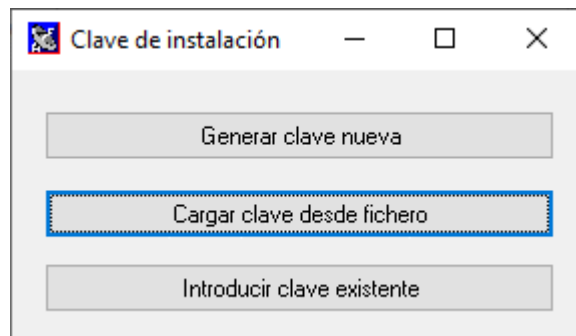 Clave de instalación
Generar clave nueva
Cargar clave desde fichero
Introducir clave existente